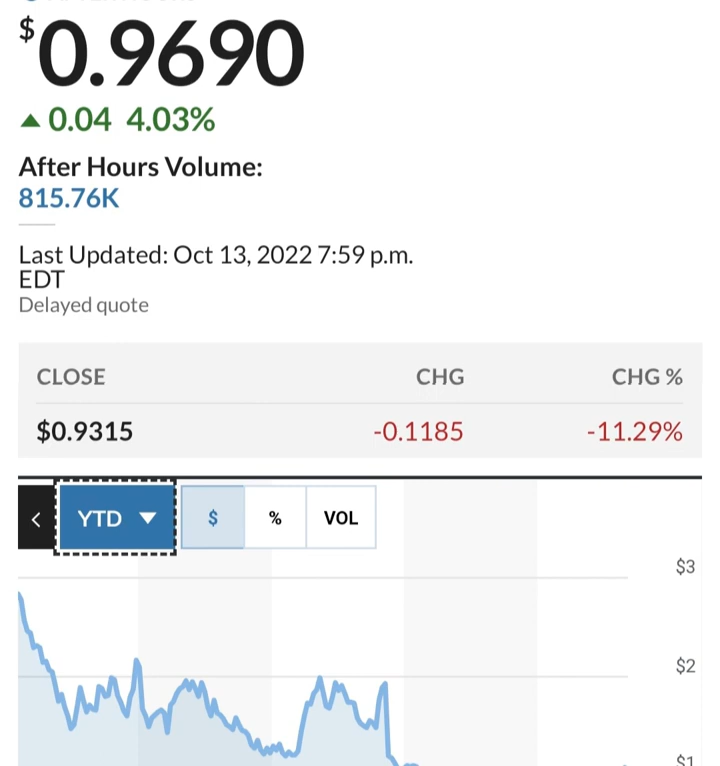 $0.9690
▲ 0.04 4.03%
After Hours Volume:
815.76K
Last Updated: Oct 13, 2022 7:59 p.m.
EDT
Delayed quote
CLOSE CHG CHG %
$0.9315 -0.1185 -11.29%
YTD $ % VOL
$3
$2
$1